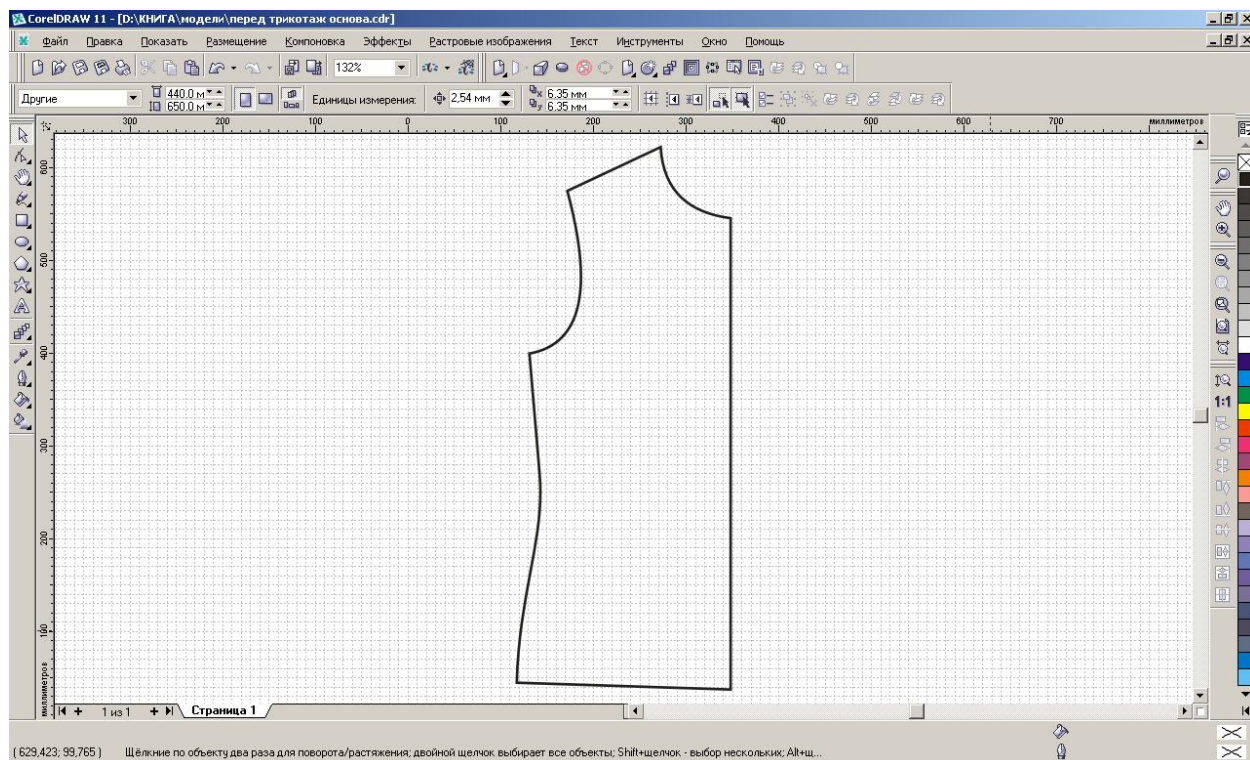 CorelDRAW 11 - [D:\КНИГА\модели\перед трикотаж основа.cdr]
Файл Правка Показать Размещение Компоновка Эффекты Растровые изображения Текст Инструменты Окно Помощь
132%
Другие 440.0 м 650.0 м Единицы измерения: 2,54 мм x 6.35 мм y 6.35 мм
300 200 100 0 100 200 300 400 500 600 700 миллиметров
600
500
400
300
200
100
миллиметров
1:1
1 из 1 Страница 1
( 629,423; 99,765 ) Щёлкние по объекту два раза для поворота/растяжения; двойной щелчок выбирает все объекты; Shift+щелчок - выбор нескольких; Alt+щ...